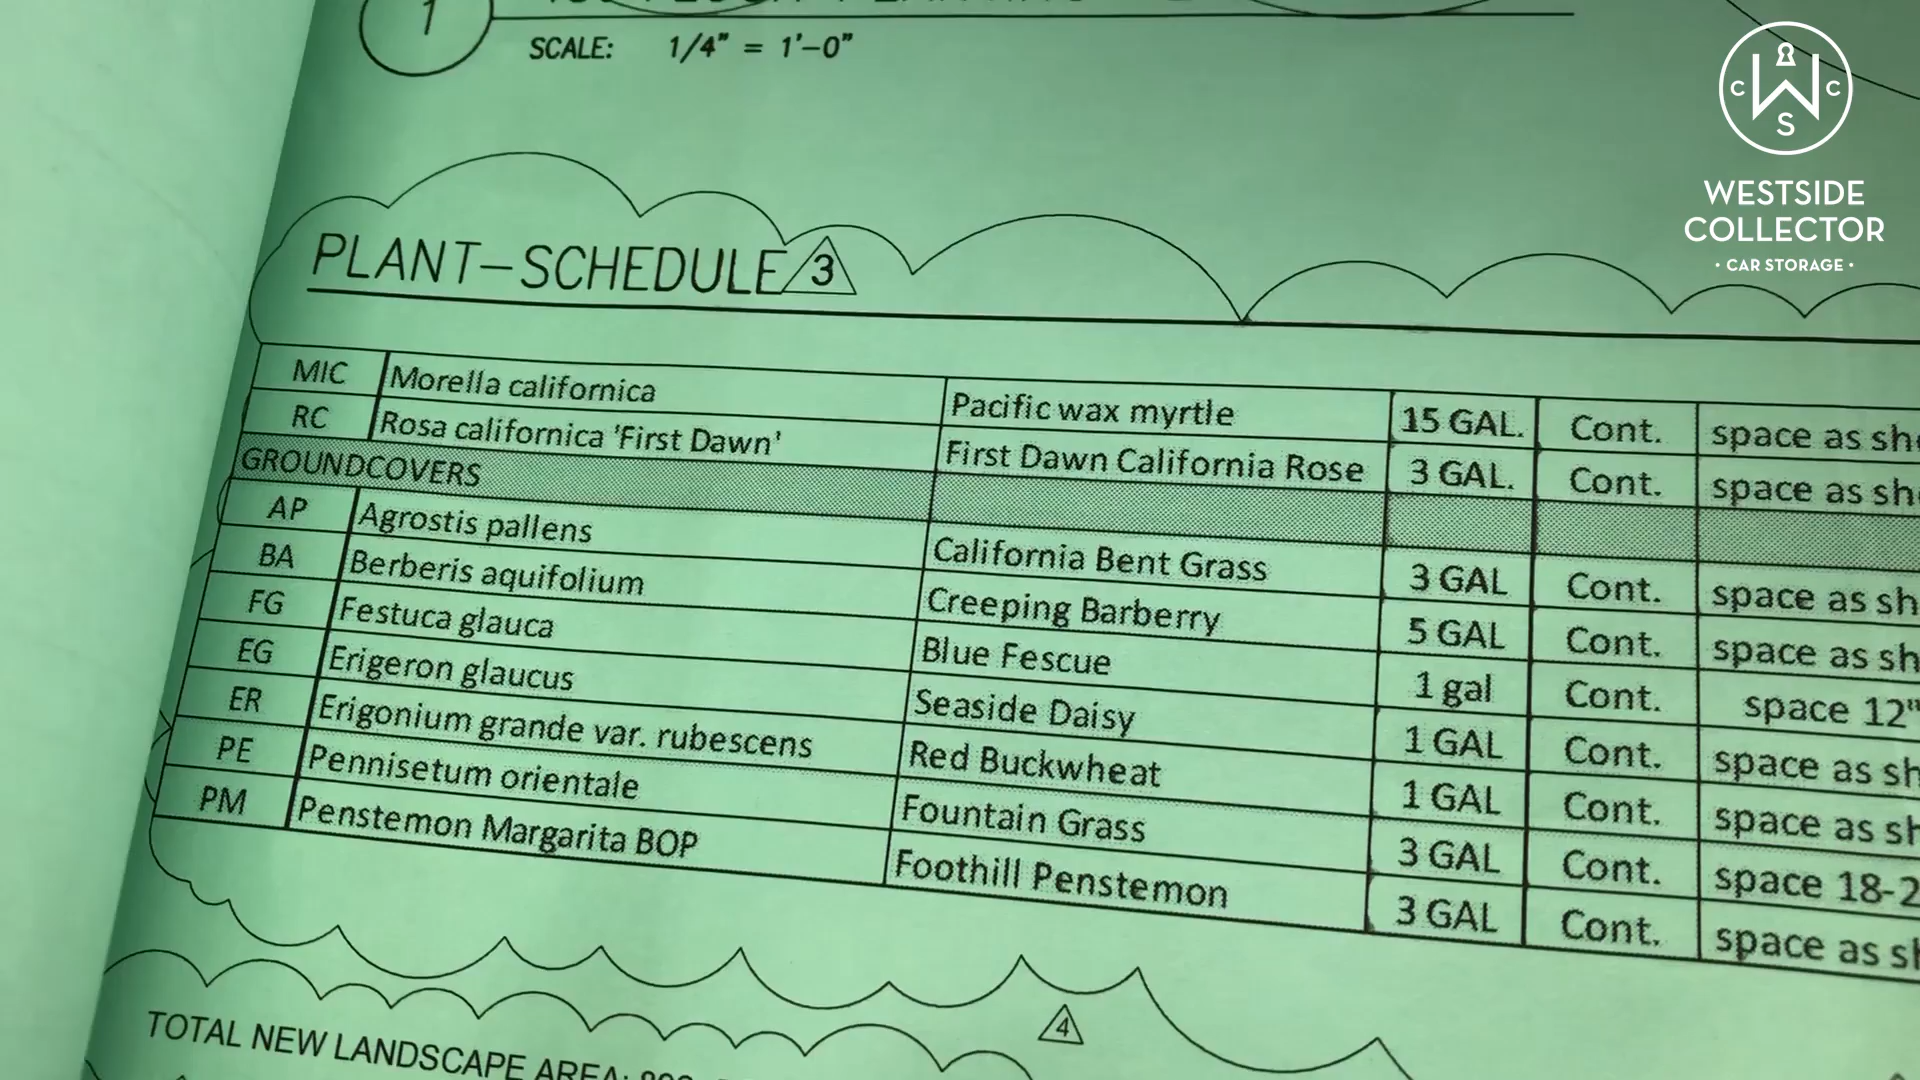 1
SCALE: 1/4" = 1'-0"
C W C
S
WESTSIDE
COLLECTOR
· CAR STORAGE ·
PLANT-SCHEDULE 3
MIC Morella californica Pacific wax myrtle 15 GAL. Cont. space as sh
RC Rosa californica 'First Dawn' First Dawn California Rose 3 GAL. Cont. space as sh
GROUNDCOVERS
AP Agrostis pallens California Bent Grass 3 GAL Cont. space as sh
BA Berberis aquifolium Creeping Barberry 5 GAL Cont. space as sh
FG Festuca glauca Blue Fescue 1 gal Cont. space 12"
EG Erigeron glaucus Seaside Daisy 1 GAL Cont. space as sh
ER Erigonium grande var. rubescens Red Buckwheat 1 GAL Cont. space as sh
PE Pennisetum orientale Fountain Grass 3 GAL Cont. space 18-2
PM Penstemon Margarita BOP Foothill Penstemon 3 GAL Cont. space as sh
4
TOTAL NEW LANDSCAPE AREA: